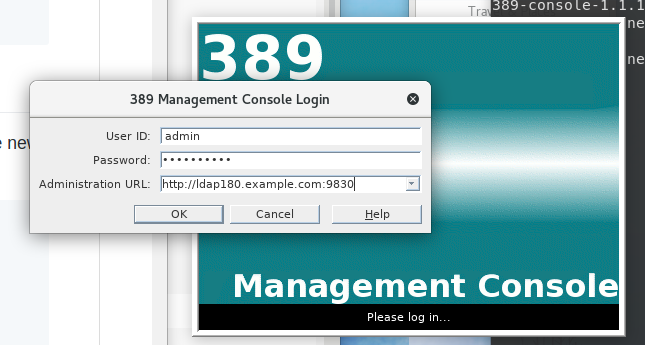 Trav
389-console-1.1.1
ne
389
389 Management Console Login
ne
e new
User ID: admin
Password: ••••••••••
Administration URL: http://ldap180.example.com:9830
OK Cancel Help
Management Console
Please log in...